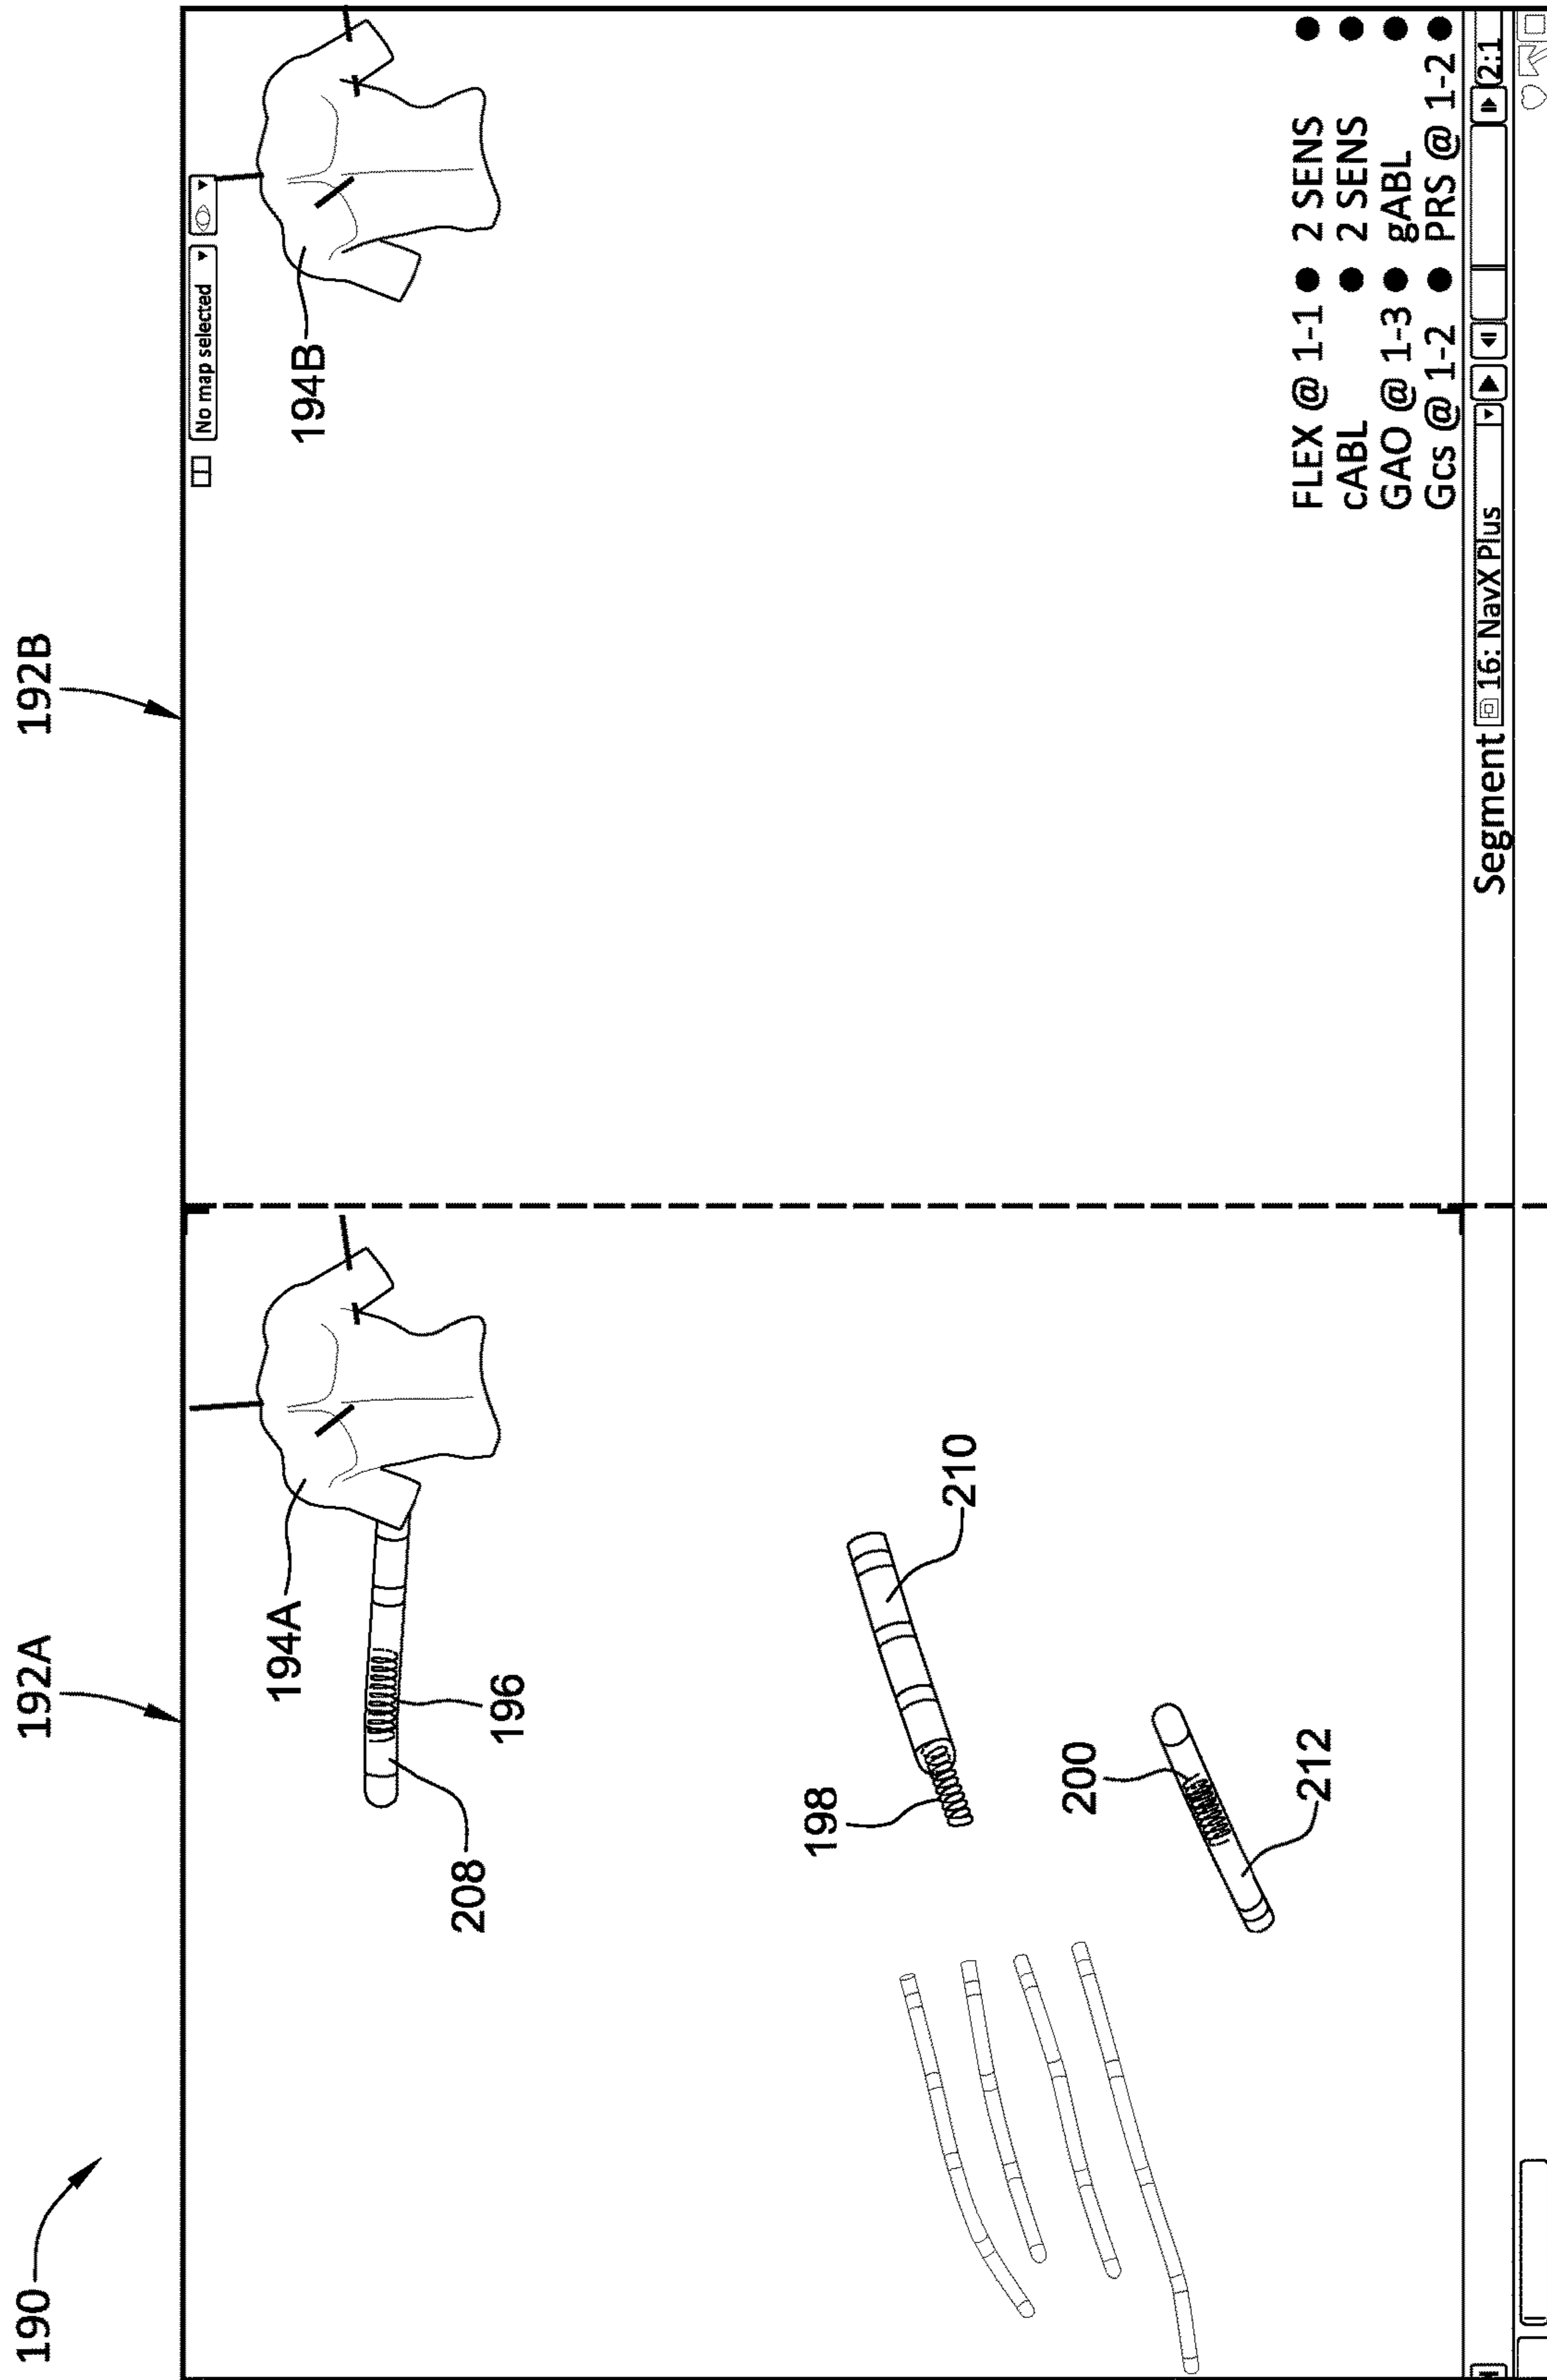 190
192A
192B
No map selected
194A
194B
196
208
210
198
200
212
FLEX @ 1-1 ● 2 SENS ●
cABL ● 2 SENS ●
GAO @ 1-3 ● gABL ●
Gcs @ 1-2 ● PRS @ 1-2 ●
Segment 16: NavX Plus 2:1